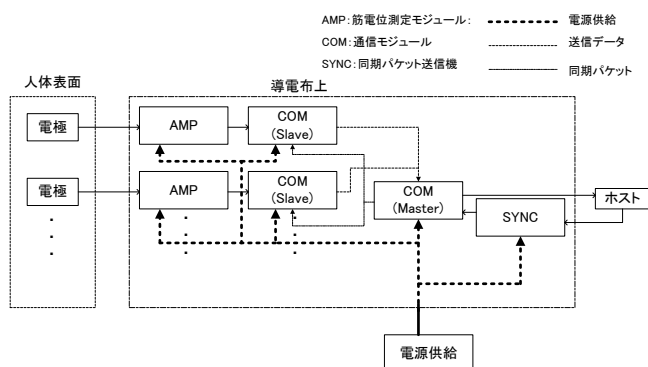 AMP：筋電位測定モジュール： 電源供給
COM：通信モジュール 送信データ
SYNC：同期パケット送信機 同期パケット
人体表面
導電布上
電極
AMP
COM
(Slave)
電極
AMP
COM
(Slave)
COM
(Master)
SYNC
ホスト
電源供給